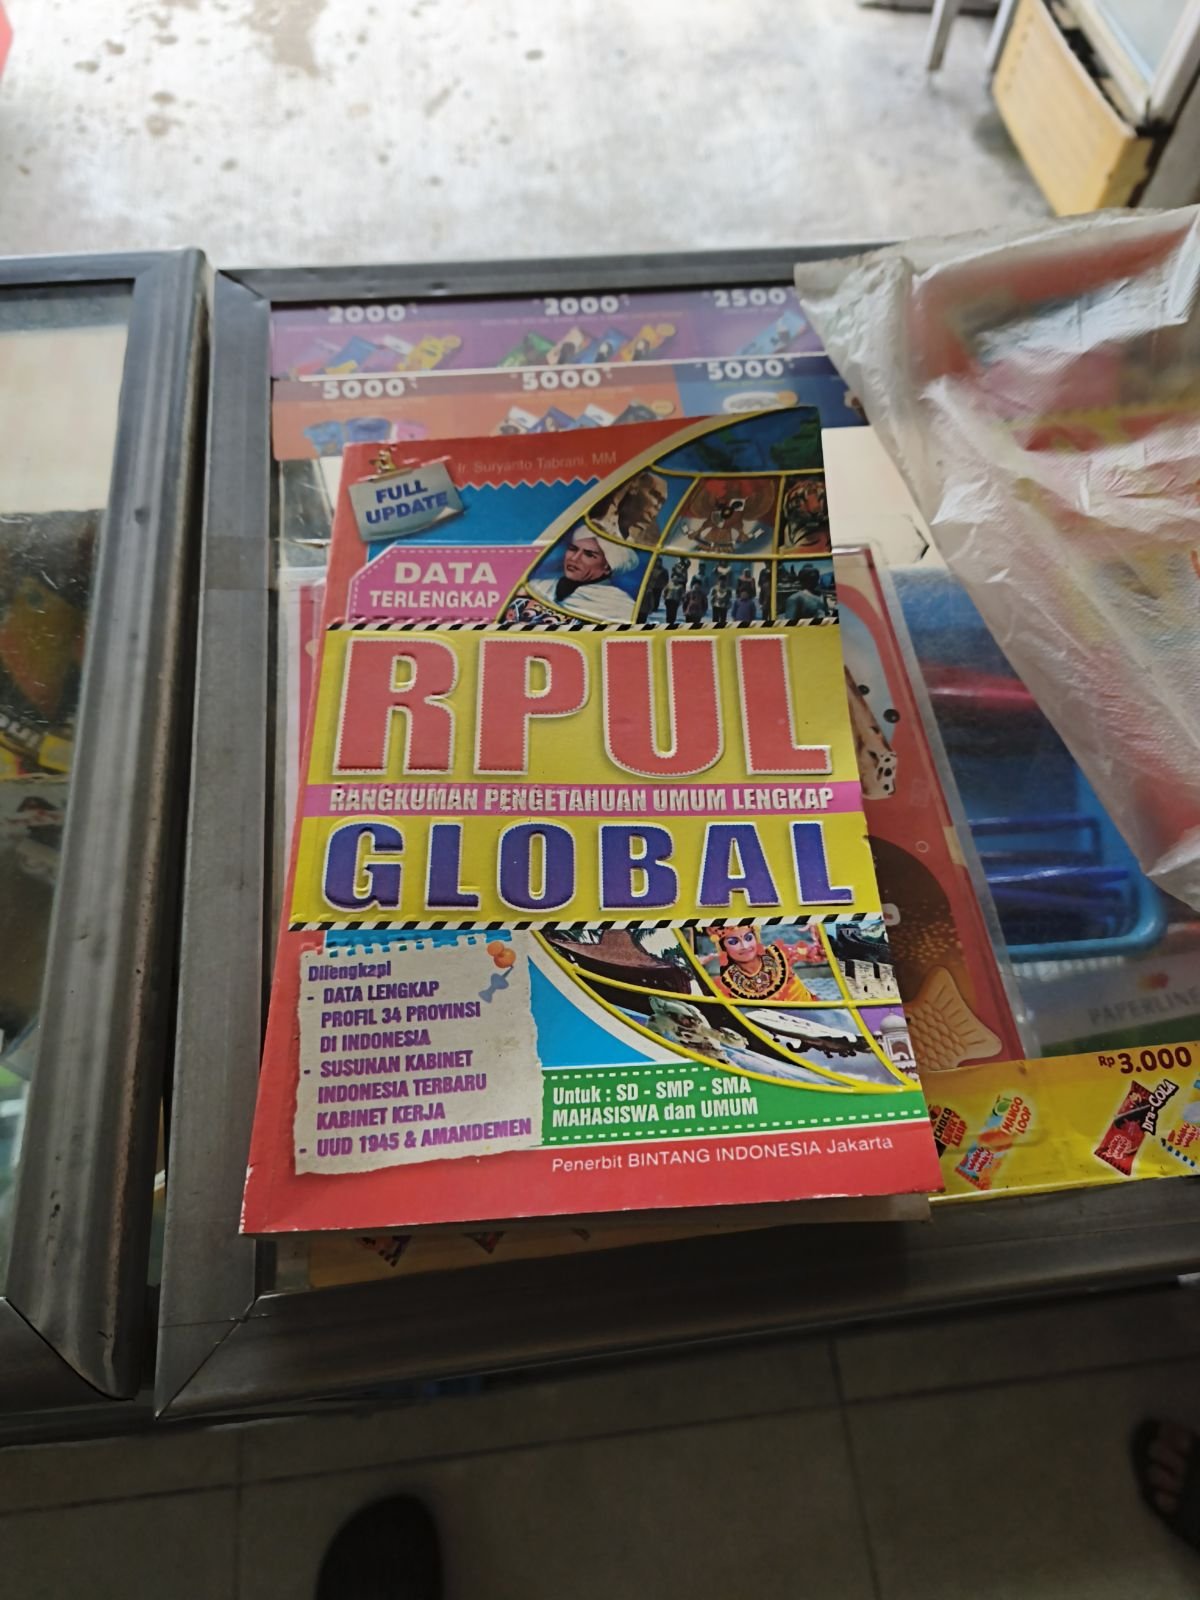 2000
2000
2500
5000
5000
5000
Ir. Suryanto Tabrani, MM
FULL
UPDATE
DATA
TERLENGKAP
RPUL
RANGKUMAN PENGETAHUAN UMUM LENGKAP
GLOBAL
Dilengkapi
- DATA LENGKAP
PROFIL 34 PROVINSI
DI INDONESIA
- SUSUNAN KABINET
INDONESIA TERBARU
KABINET KERJA
- UUD 1945 & AMANDEMEN
Untuk : SD - SMP - SMA
MAHASISWA dan UMUM
Penerbit BINTANG INDONESIA Jakarta
PAPERLINE
Rp 3.000
MANGO
LOOP